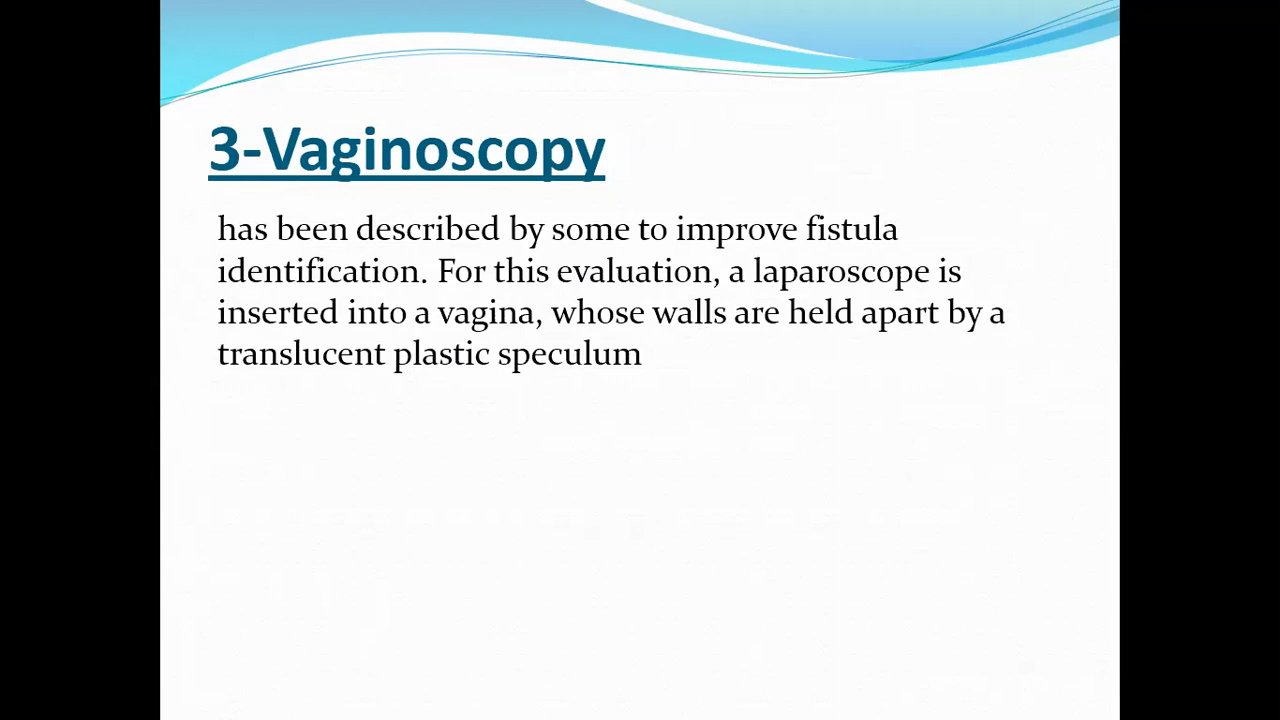 3-Vaginoscopy
has been described by some to improve fistula
identification. For this evaluation, a laparoscope is
inserted into a vagina, whose walls are held apart by a
translucent plastic speculum